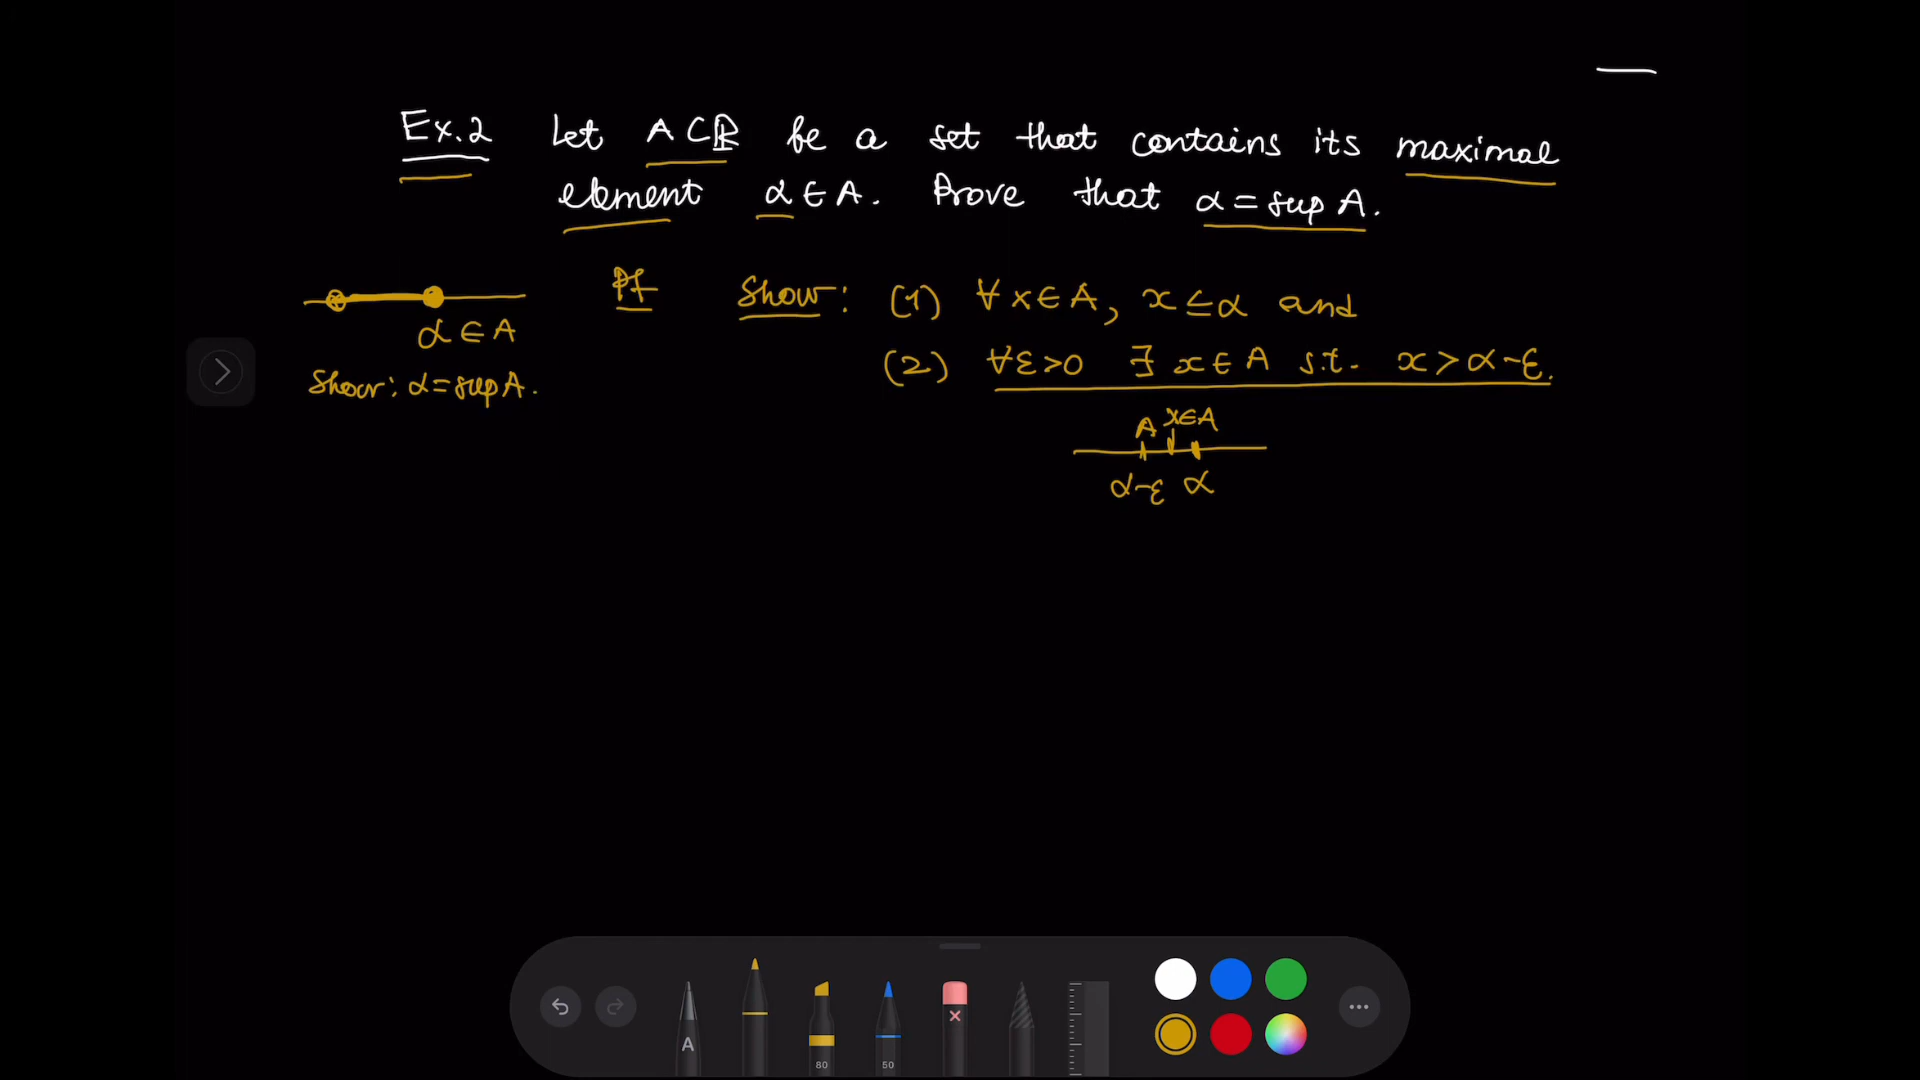 Ex.2 Let A ⊂ ℝ be a set that contains its maximal
element α ∈ A. Prove that α = sup A.
Pf Show: (1) ∀ x ∈ A, x ≤ α and
(2) ∀ε>0 ∃ x ∈ A s.t. x > α-ε.
α ∈ A
Show: α = sup A.
A x∈A
α-ε α
A
80
50